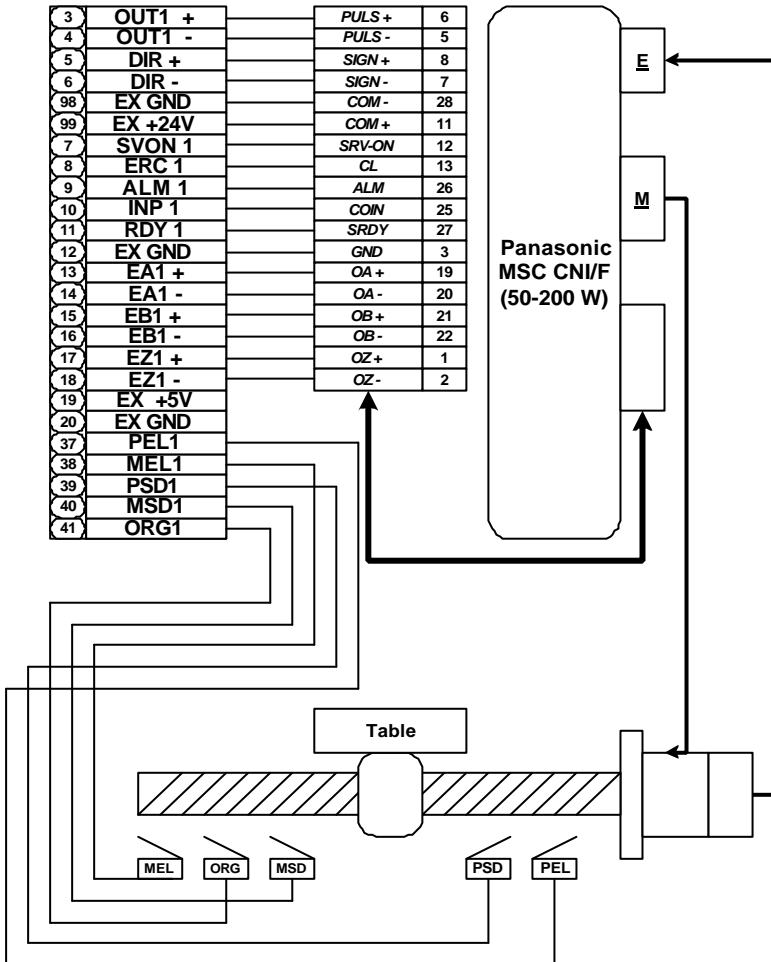 3 OUT1 + PULS + 6
4 OUT1 - PULS - 5
5 DIR + SIGN + 8
6 DIR - SIGN - 7
98 EX GND COM - 28
99 EX +24V COM + 11
7 SVON 1 SRV-ON 12
8 ERC 1 CL 13
9 ALM 1 ALM 26
10 INP 1 COIN 25
11 RDY 1 SRDY 27
12 EX GND GND 3
13 EA1 + OA + 19
14 EA1 - OA - 20
15 EB1 + OB + 21
16 EB1 - OB - 22
17 EZ1 + OZ + 1
18 EZ1 - OZ - 2
19 EX +5V
20 EX GND
37 PEL1
38 MEL1
39 PSD1
40 MSD1
41 ORG1
E
M
Panasonic
MSC CNI/F
(50-200 W)
Table
MEL ORG MSD PSD PEL